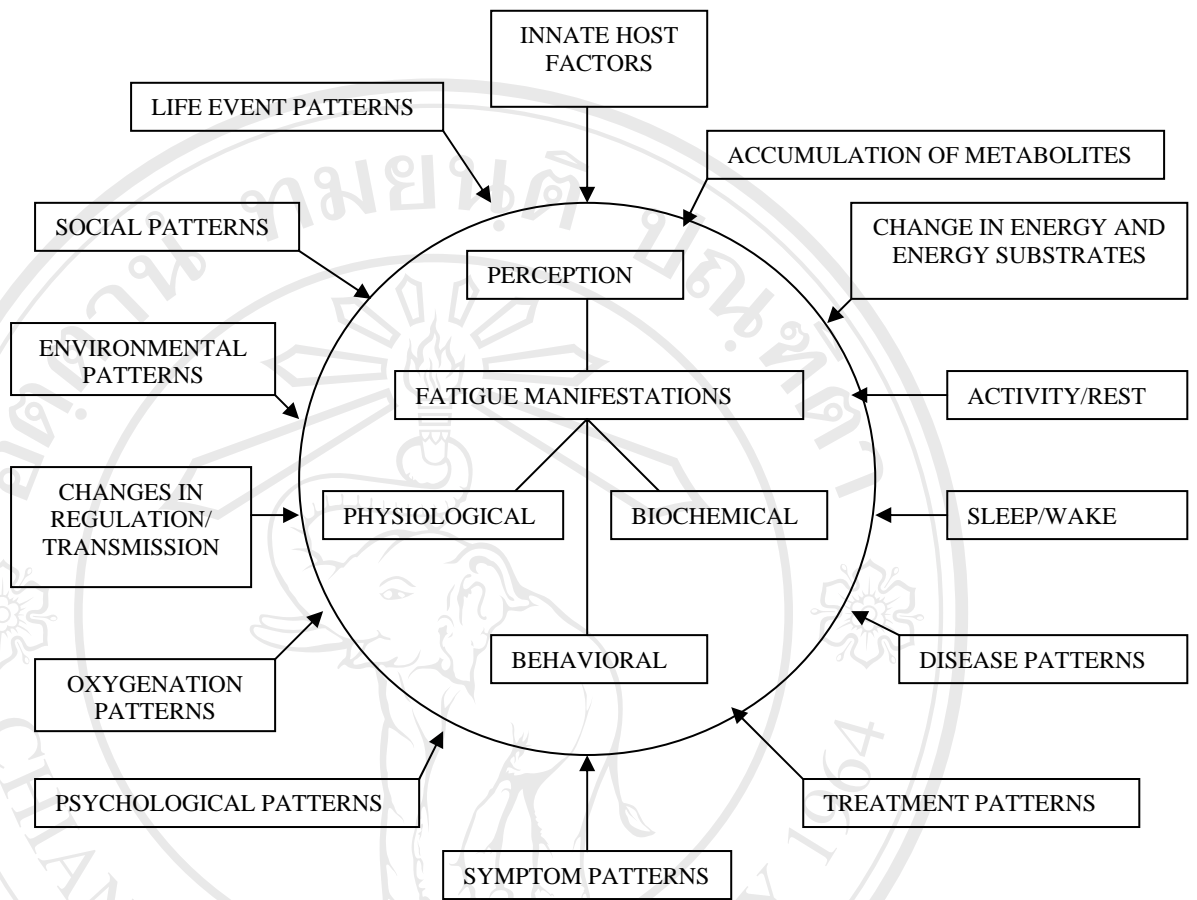 INNATE HOST
FACTORS
LIFE EVENT PATTERNS
ACCUMULATION OF METABOLITES
SOCIAL PATTERNS
CHANGE IN ENERGY AND
ENERGY SUBSTRATES
PERCEPTION
ENVIRONMENTAL
PATTERNS
FATIGUE MANIFESTATIONS
ACTIVITY/REST
CHANGES IN
REGULATION/
TRANSMISSION
PHYSIOLOGICAL
BIOCHEMICAL
SLEEP/WAKE
BEHAVIORAL
DISEASE PATTERNS
OXYGENATION
PATTERNS
PSYCHOLOGICAL PATTERNS
TREATMENT PATTERNS
SYMPTOM PATTERNS
1964